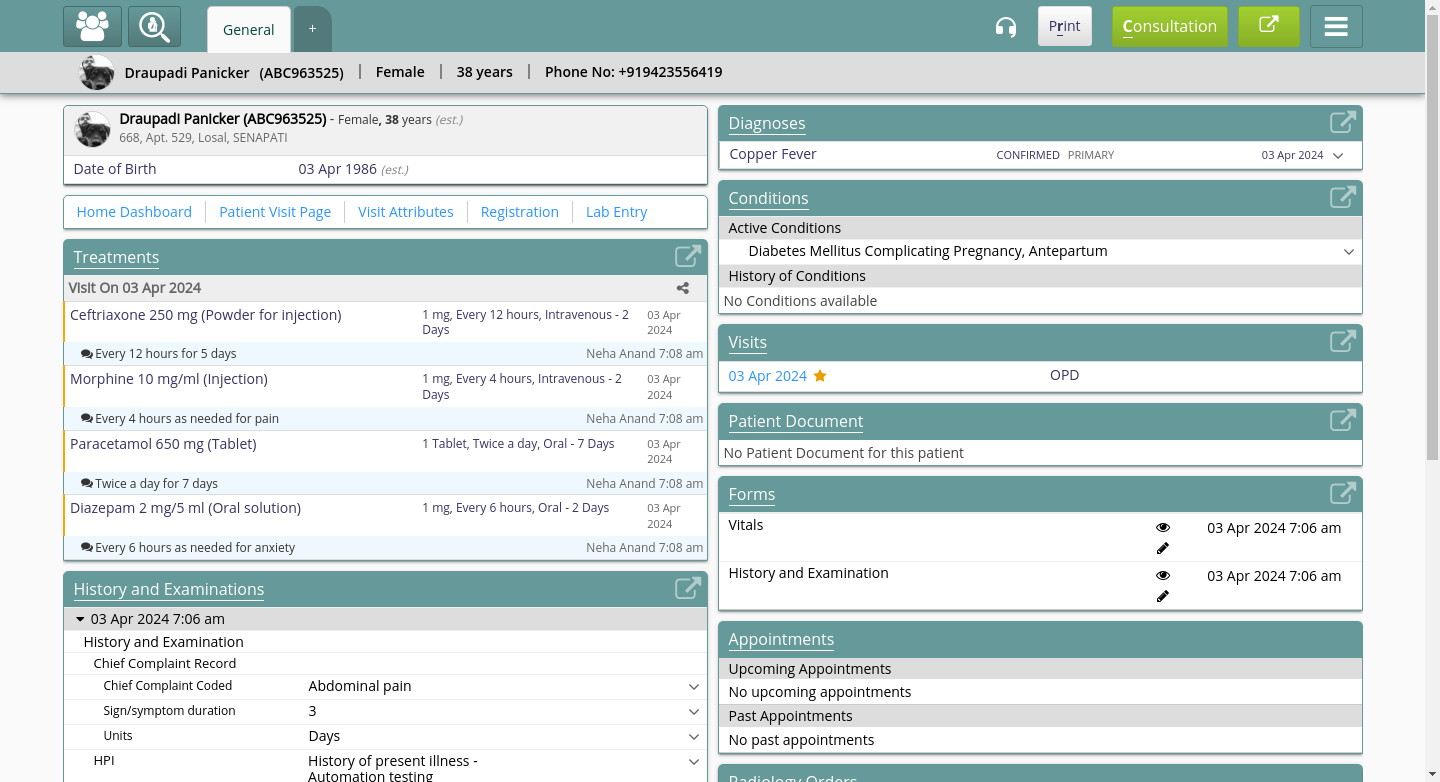 General
+
Print
Consultation
Draupadi Panicker (ABC963525) | Female | 38 years | Phone No: +919423556419
Draupadi Panicker (ABC963525) - Female, 38 years (est.)
668, Apt. 529, Losal, SENAPATI
Date of Birth 03 Apr 1986 (est.)
Home Dashboard Patient Visit Page Visit Attributes Registration Lab Entry
Treatments
Visit On 03 Apr 2024
Ceftriaxone 250 mg (Powder for injection) 1 mg, Every 12 hours, Intravenous - 2 03 Apr
Days 2024
Every 12 hours for 5 days Neha Anand 7:08 am
Morphine 10 mg/ml (Injection) 1 mg, Every 4 hours, Intravenous - 2 03 Apr
Days 2024
Every 4 hours as needed for pain Neha Anand 7:08 am
Paracetamol 650 mg (Tablet) 1 Tablet, Twice a day, Oral - 7 Days 03 Apr
2024
Twice a day for 7 days Neha Anand 7:08 am
Diazepam 2 mg/5 ml (Oral solution) 1 mg, Every 6 hours, Oral - 2 Days 03 Apr
2024
Every 6 hours as needed for anxiety Neha Anand 7:08 am
History and Examinations
03 Apr 2024 7:06 am
History and Examination
Chief Complaint Record
Chief Complaint Coded Abdominal pain
Sign/symptom duration 3
Units Days
HPI History of present illness -
Automation testing
Diagnoses
Copper Fever CONFIRMED PRIMARY 03 Apr 2024
Conditions
Active Conditions
Diabetes Mellitus Complicating Pregnancy, Antepartum
History of Conditions
No Conditions available
Visits
03 Apr 2024 OPD
Patient Document
No Patient Document for this patient
Forms
Vitals 03 Apr 2024 7:06 am
History and Examination 03 Apr 2024 7:06 am
Appointments
Upcoming Appointments
No upcoming appointments
Past Appointments
No past appointments
Radiology Orders